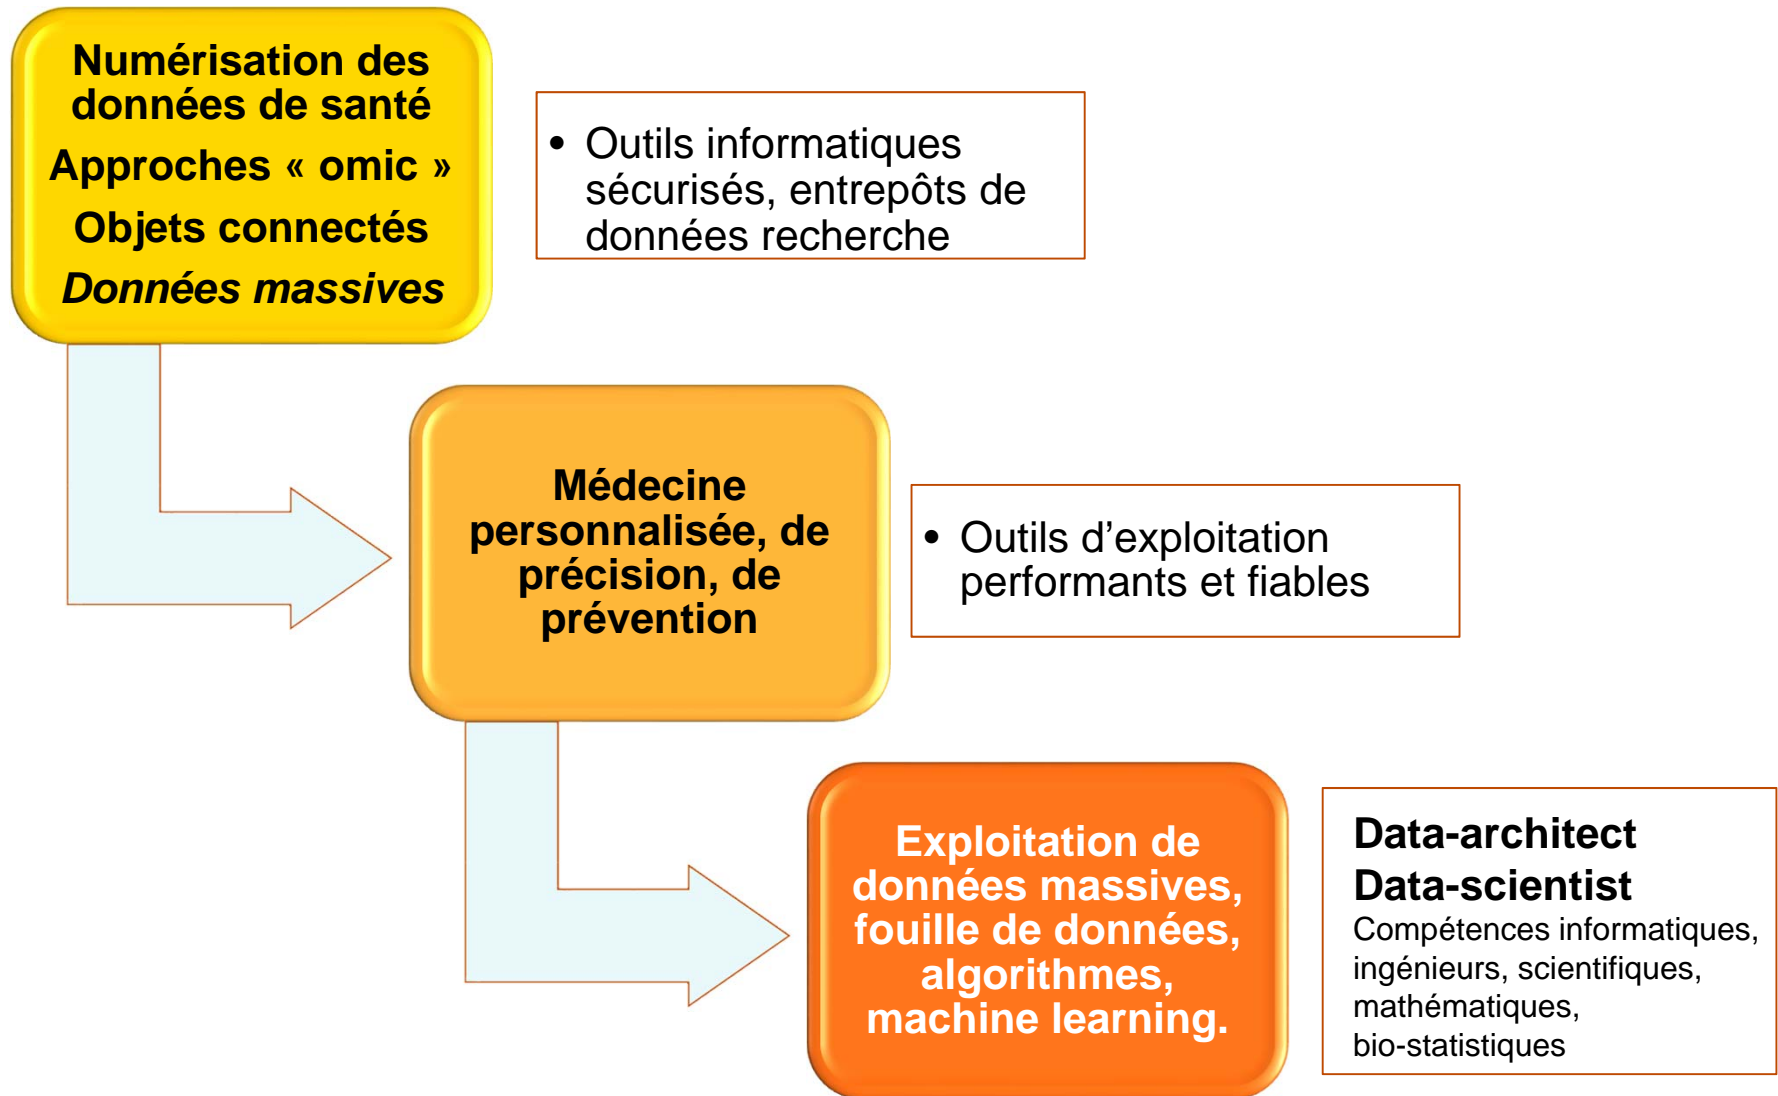 Numérisation des
données de santé
Approches « omic »
Objets connectés
Données massives
• Outils informatiques
sécurisés, entrepôts de
données recherche
Médecine
personnalisée, de
précision, de
prévention
• Outils d’exploitation
performants et fiables
Exploitation de
données massives,
fouille de données,
algorithmes,
machine learning.
Data-architect
Data-scientist
Compétences informatiques,
ingénieurs, scientifiques,
mathématiques,
bio-statistiques